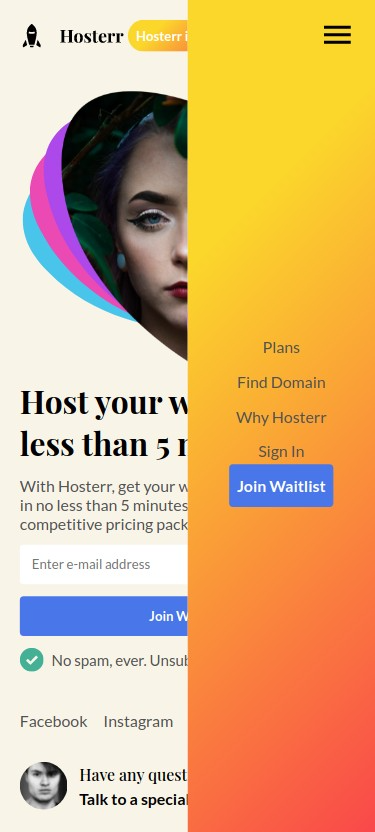 Hosterr
Hosterr i
Plans
Find Domain
Why Hosterr
Sign In
Join Waitlist
Host your w
less than 5
With Hosterr, get your w
in no less than 5 minutes
competitive pricing pack
Enter e-mail address
Join W
No spam, ever. Unsub
Facebook Instagram
Have any quest
Talk to a special